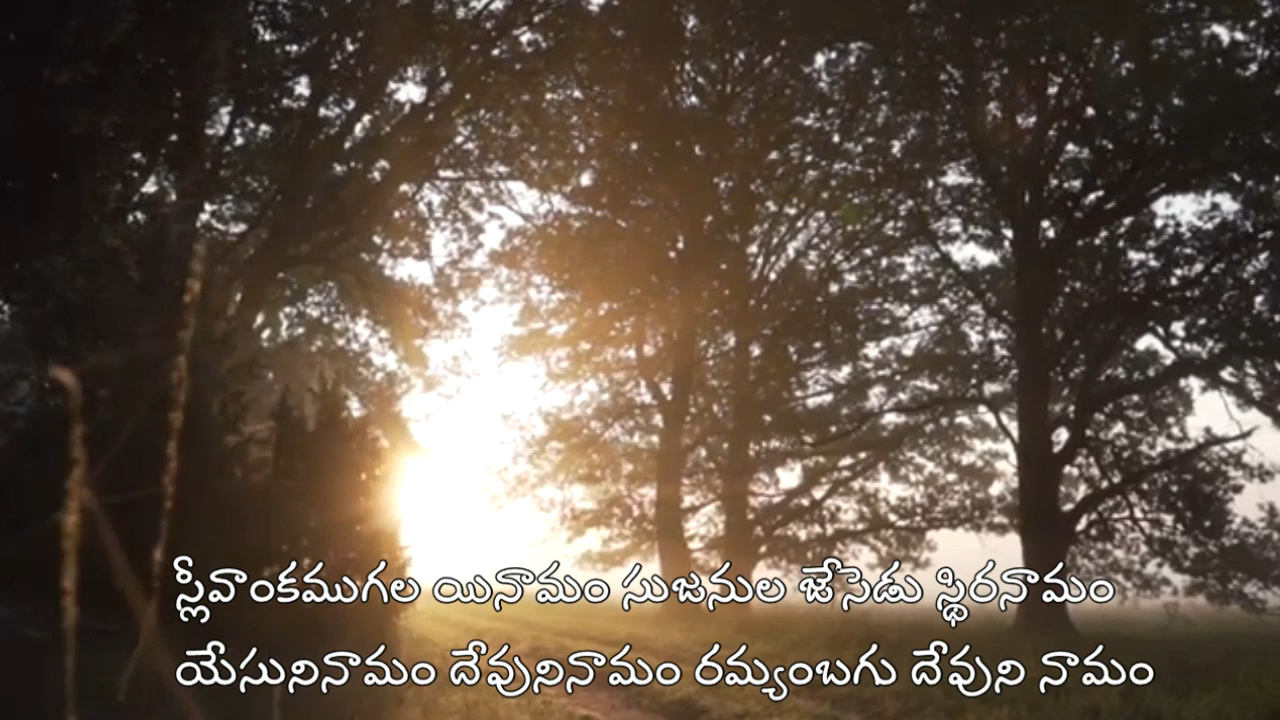 స్లీవాంకముగల యినామం సుజనుల జేసెడు స్థిరనామం
యేసునినామం దేవునినామం రమ్యంబగు దేవుని నామం